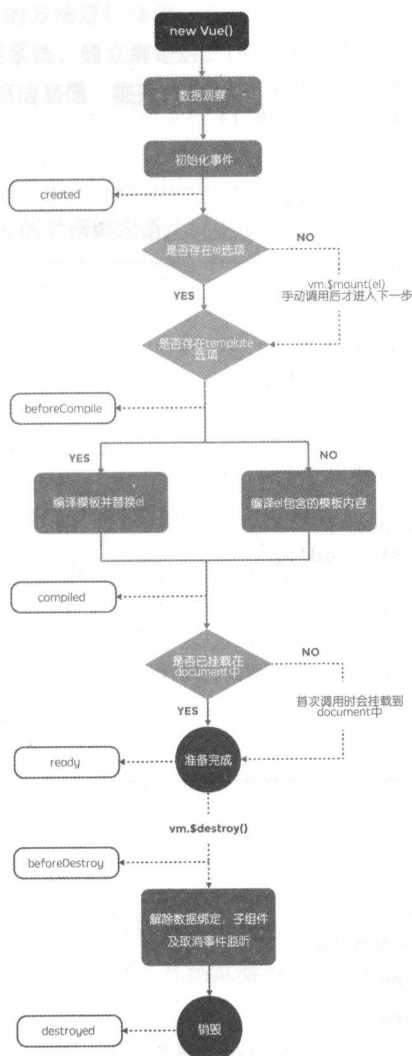 new Vue()
数据观察
初始化事件
created
是否存在el选项
NO
vm.$mount(el)
手动调用后才进入下一步
YES
是否存在template
选项
beforeCompile
YES
NO
编译模板并替换el
编译el包含的模板内容
compiled
是否已挂载在
document中
NO
首次调用时会挂载到
document中
YES
准备完成
ready
vm.$destroy()
beforeDestroy
解除数据绑定，子组件
及取消事件监听
销毁
destroyed